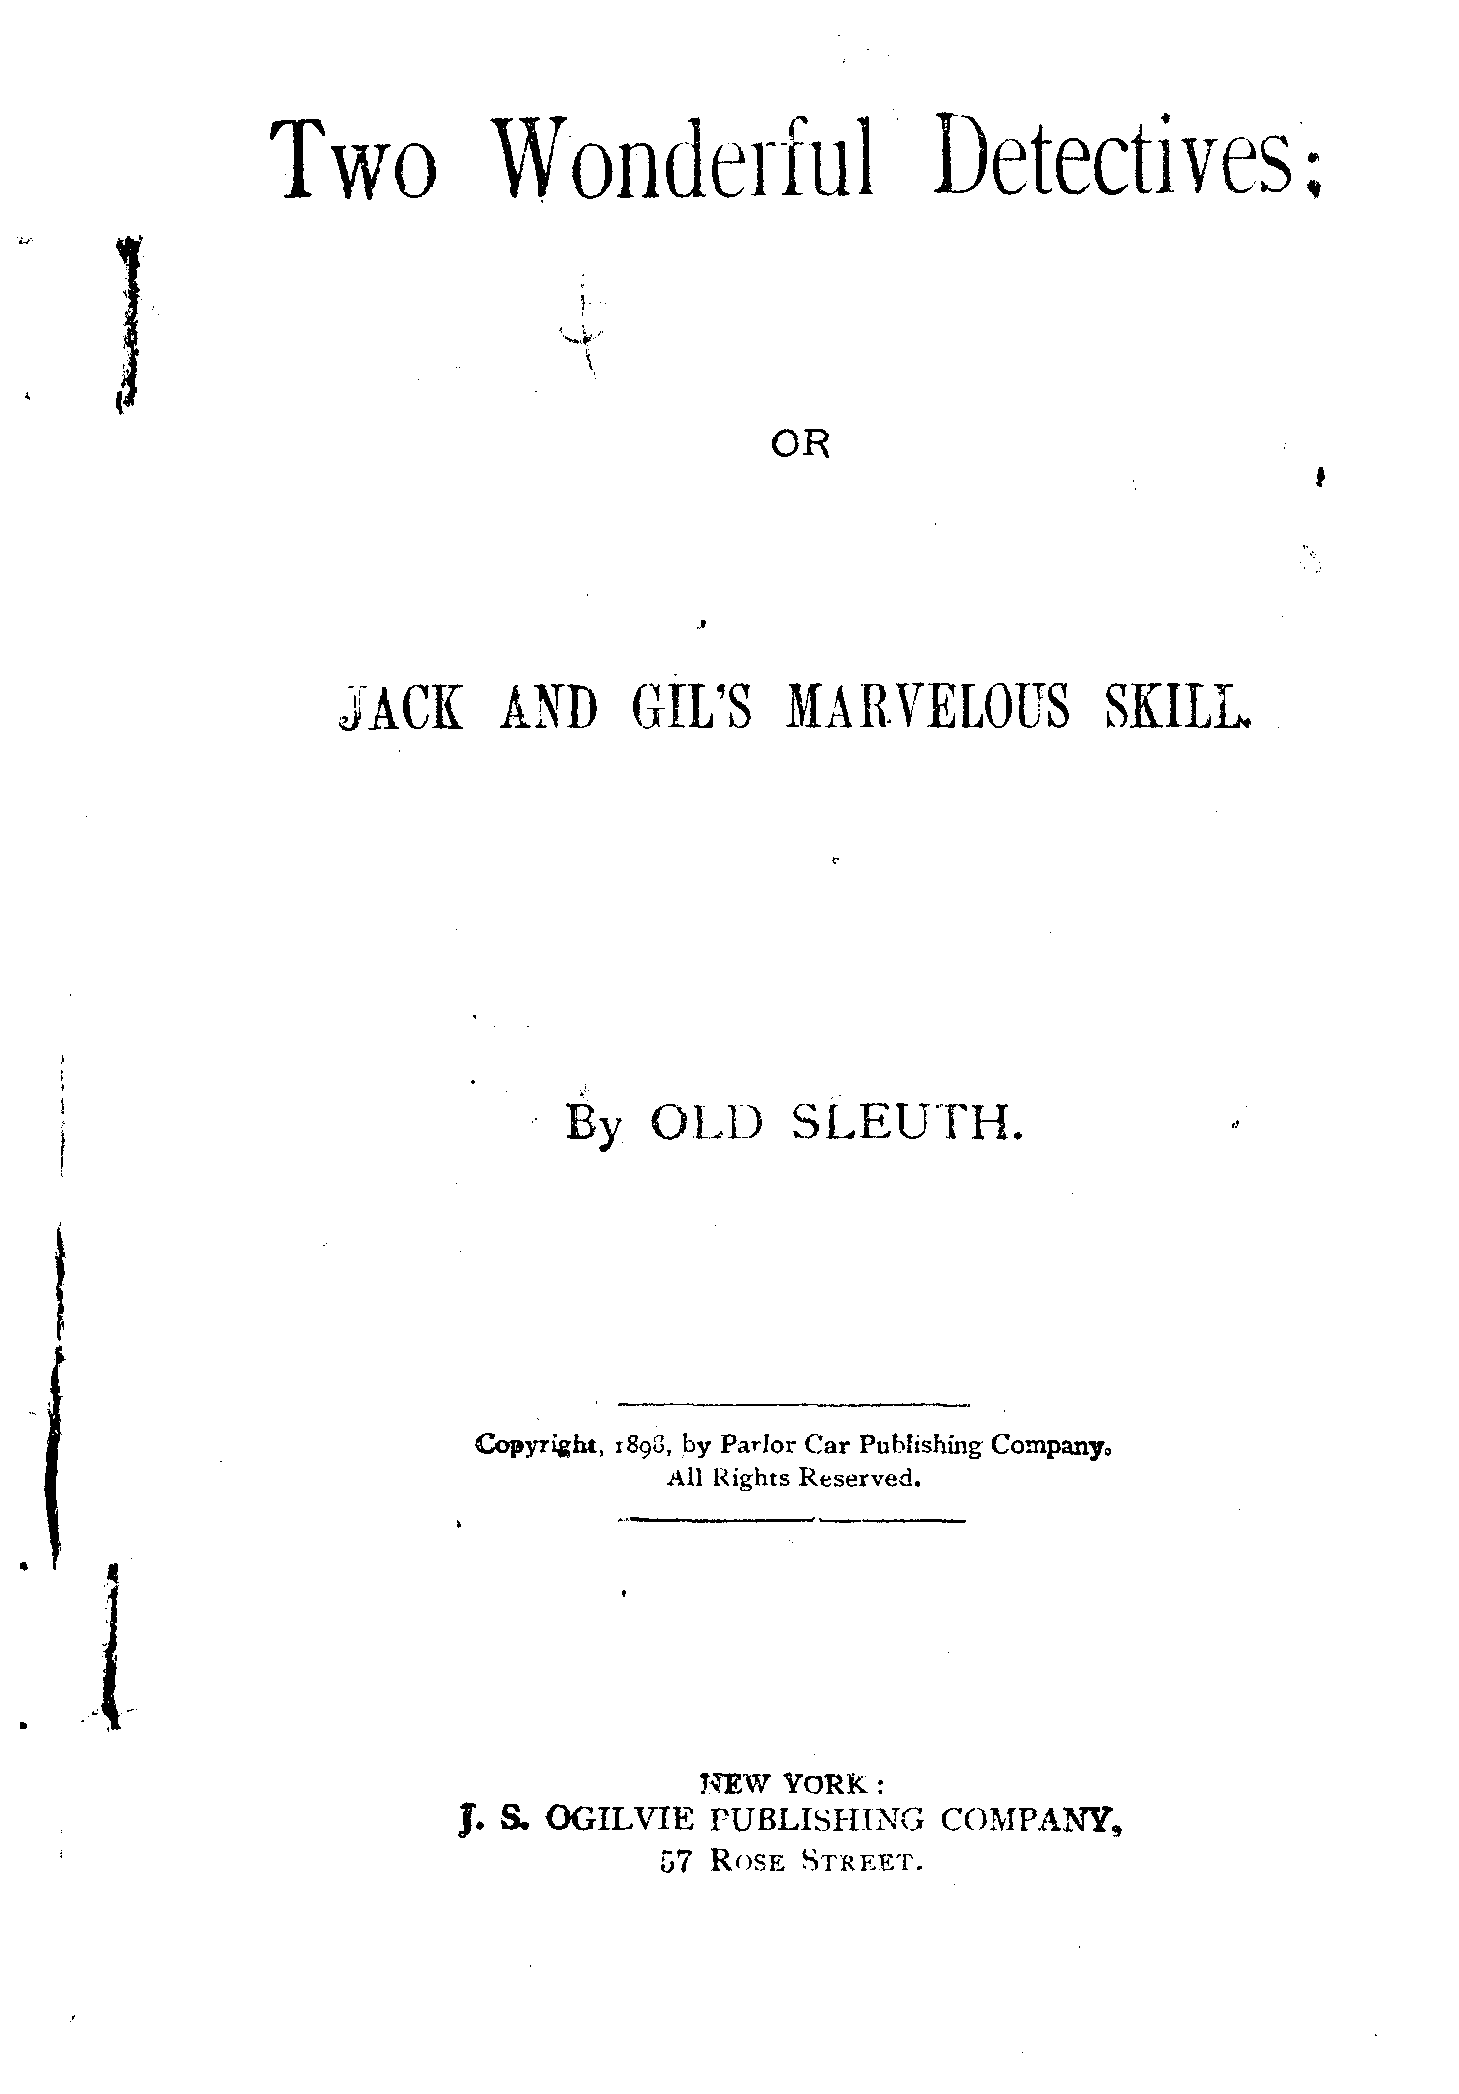 Two Wonderful Detectives;
OR
JACK AND GIL'S MARVELOUS SKILL.
By OLD SLEUTH.
Copyright, 1898, by Parlor Car Publishing Company.
All Rights Reserved.
NEW YORK:
J. S. OGILVIE PUBLISHING COMPANY,
57 ROSE STREET.